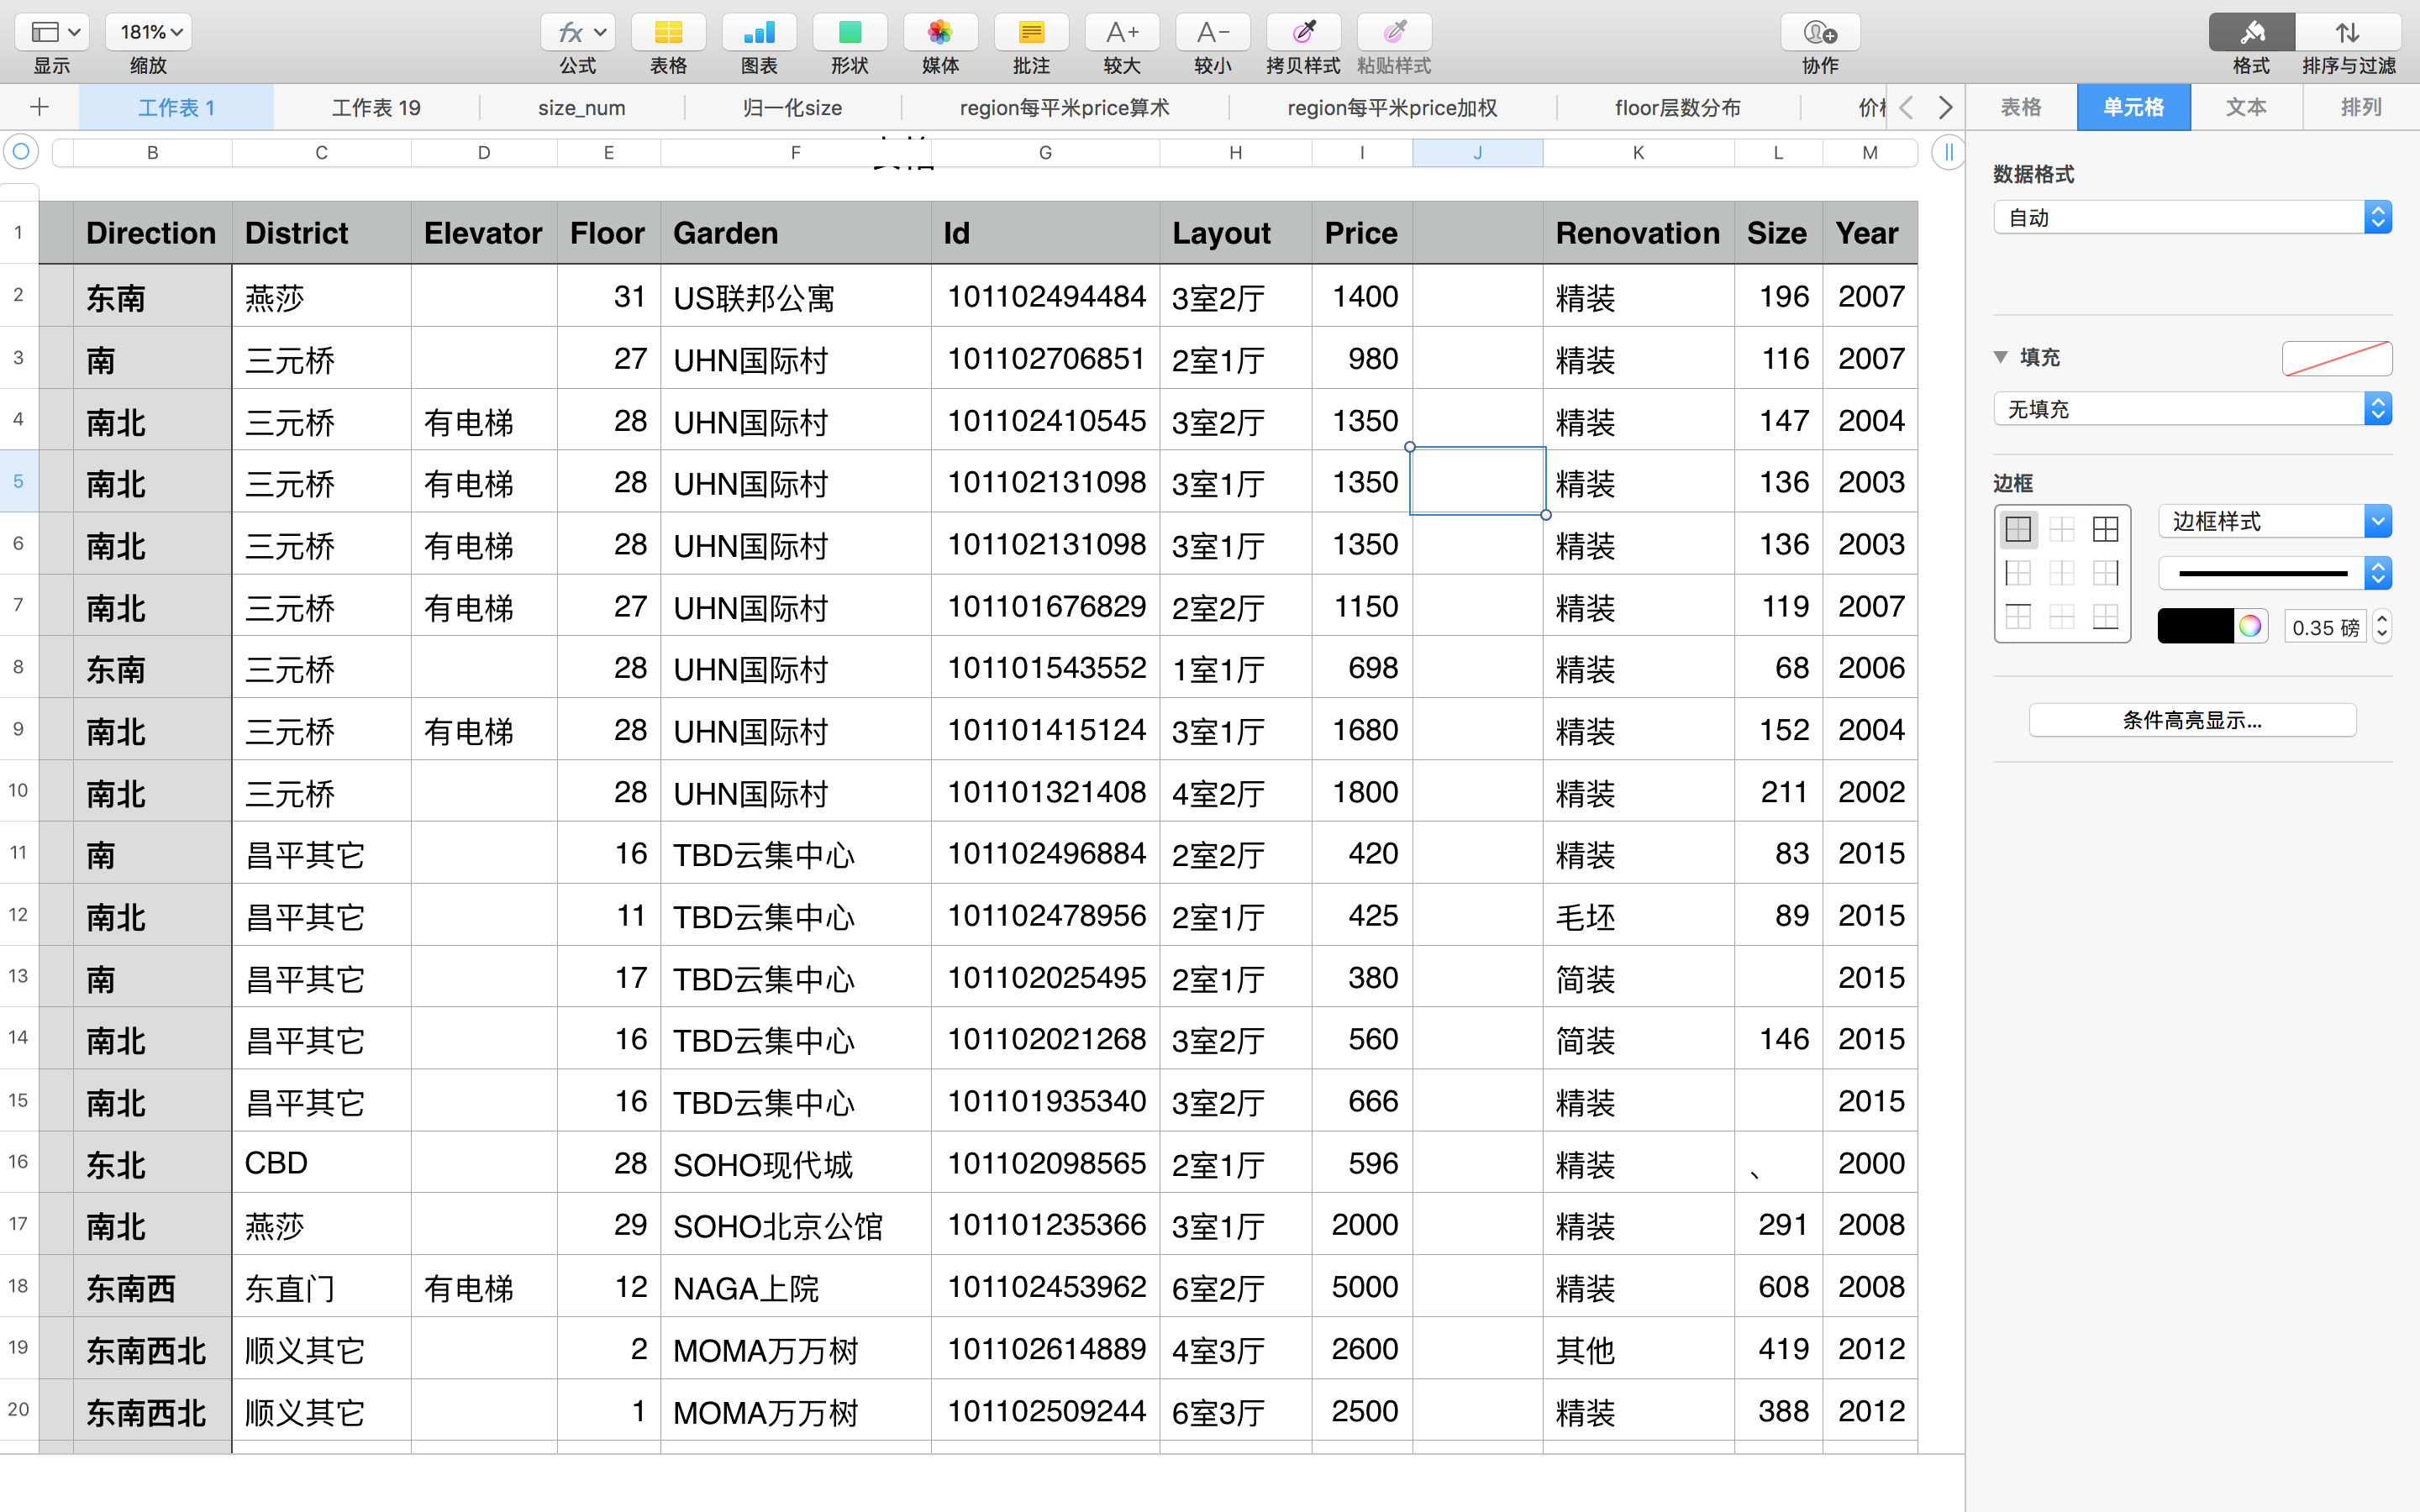 181%
显示 缩放 公式 表格 图表 形状 媒体 批注 较大 较小 拷贝样式 粘贴样式 协作 格式 排序与过滤
工作表 1 工作表 19 size_num 归一化size region每平米price算术 region每平米price加权 floor层数分布
表格 单元格 文本 排列
B C D E F G H I J K L M
1 Direction District Elevator Floor Garden Id Layout Price Renovation Size Year
2 东南 燕莎 31 US联邦公寓 101102494484 3室2厅 1400 精装 196 2007
3 南 三元桥 27 UHN国际村 101102706851 2室1厅 980 精装 116 2007
4 南北 三元桥 有电梯 28 UHN国际村 101102410545 3室2厅 1350 精装 147 2004
5 南北 三元桥 有电梯 28 UHN国际村 101102131098 3室1厅 1350 精装 136 2003
6 南北 三元桥 有电梯 28 UHN国际村 101102131098 3室1厅 1350 精装 136 2003
7 南北 三元桥 有电梯 27 UHN国际村 101101676829 2室2厅 1150 精装 119 2007
8 东南 三元桥 28 UHN国际村 101101543552 1室1厅 698 精装 68 2006
9 南北 三元桥 有电梯 28 UHN国际村 101101415124 3室1厅 1680 精装 152 2004
10 南北 三元桥 28 UHN国际村 101101321408 4室2厅 1800 精装 211 2002
11 南 昌平其它 16 TBD云集中心 101102496884 2室2厅 420 精装 83 2015
12 南北 昌平其它 11 TBD云集中心 101102478956 2室1厅 425 毛坯 89 2015
13 南 昌平其它 17 TBD云集中心 101102025495 2室1厅 380 简装 2015
14 南北 昌平其它 16 TBD云集中心 101102021268 3室2厅 560 简装 146 2015
15 南北 昌平其它 16 TBD云集中心 101101935340 3室2厅 666 精装 2015
16 东北 CBD 28 SOHO现代城 101102098565 2室1厅 596 精装 、 2000
17 南北 燕莎 29 SOHO北京公馆 101101235366 3室1厅 2000 精装 291 2008
18 东南西 东直门 有电梯 12 NAGA上院 101102453962 6室2厅 5000 精装 608 2008
19 东南西北 顺义其它 2 MOMA万万树 101102614889 4室3厅 2600 其他 419 2012
20 东南西北 顺义其它 1 MOMA万万树 101102509244 6室3厅 2500 精装 388 2012
数据格式
自动
填充
无填充
边框
边框样式
0.35 磅
条件高亮显示...